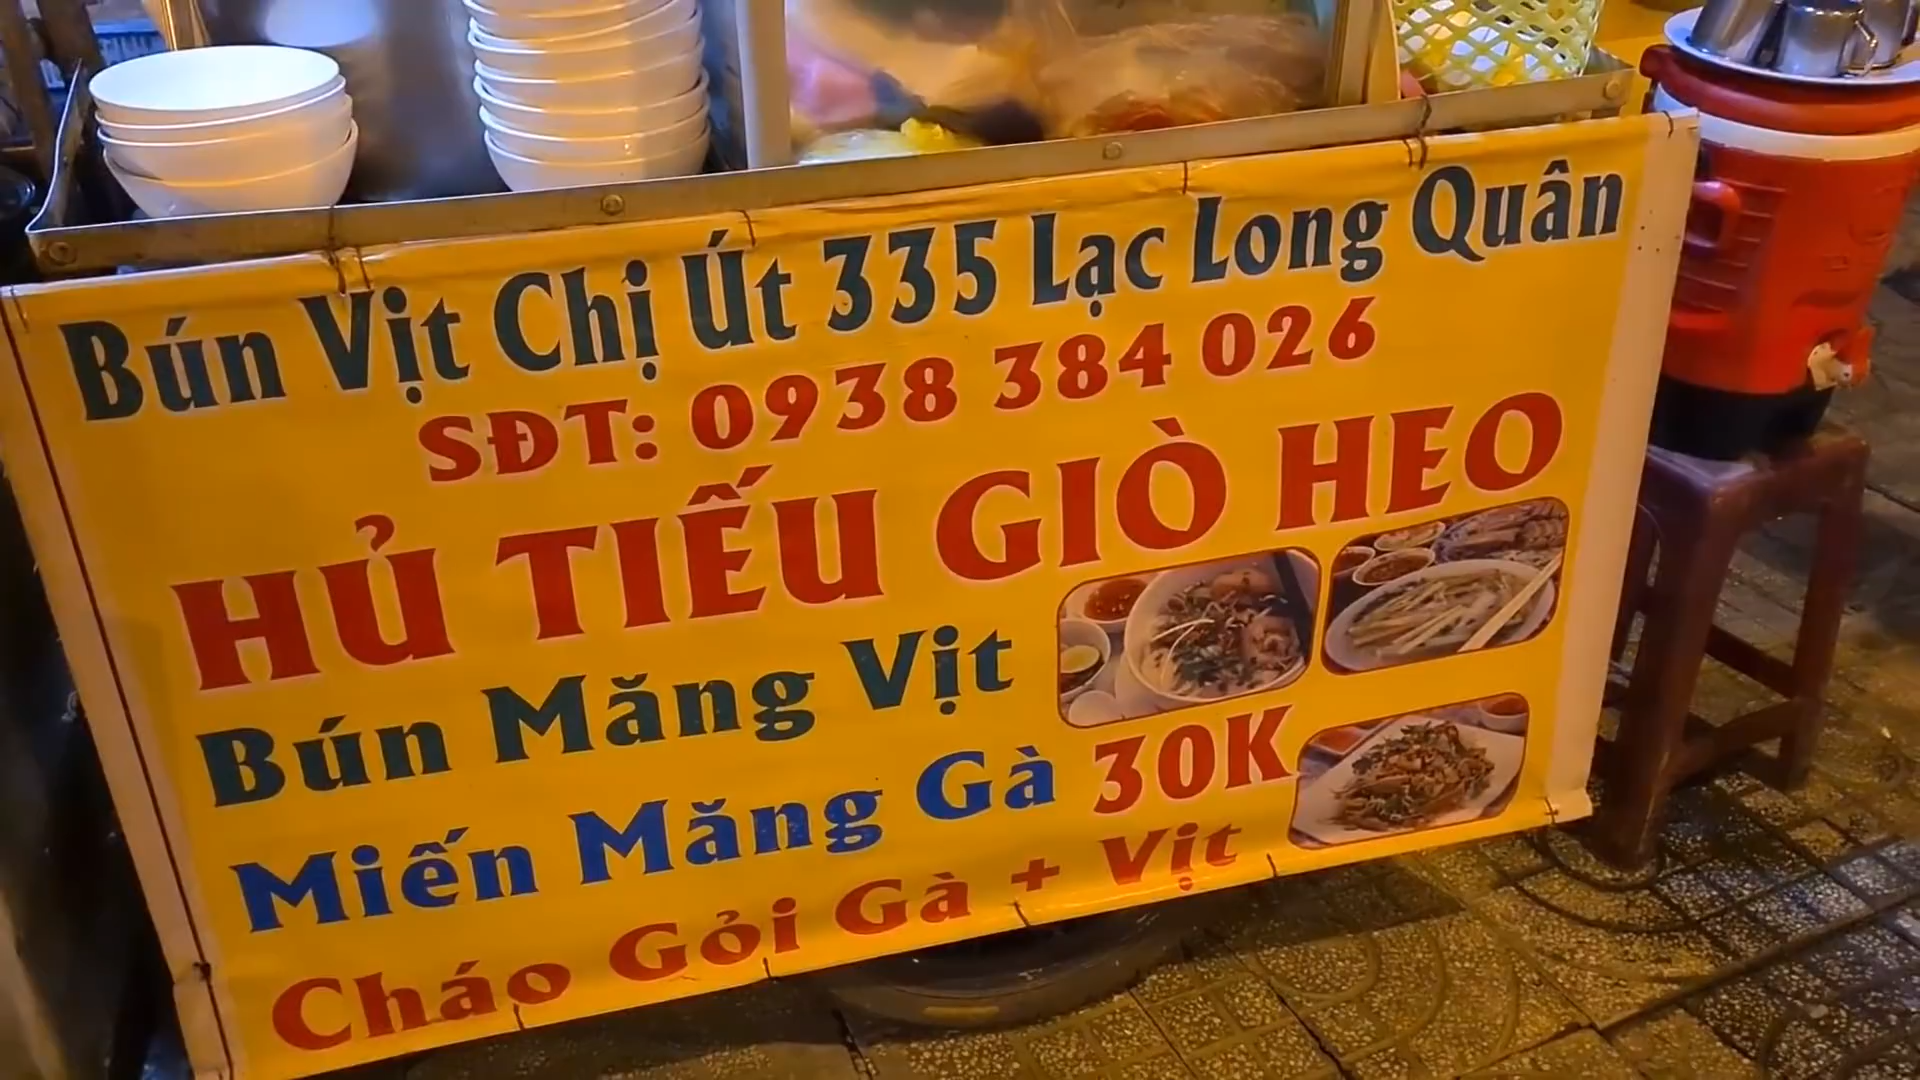 Bún Vịt Chị Út 335 Lạc Long Quân
SĐT: 0938 384 026
HỦ TIẾU GIÒ HEO
Bún Măng Vịt
Miến Măng Gà 30K
Cháo Gỏi Gà + Vịt